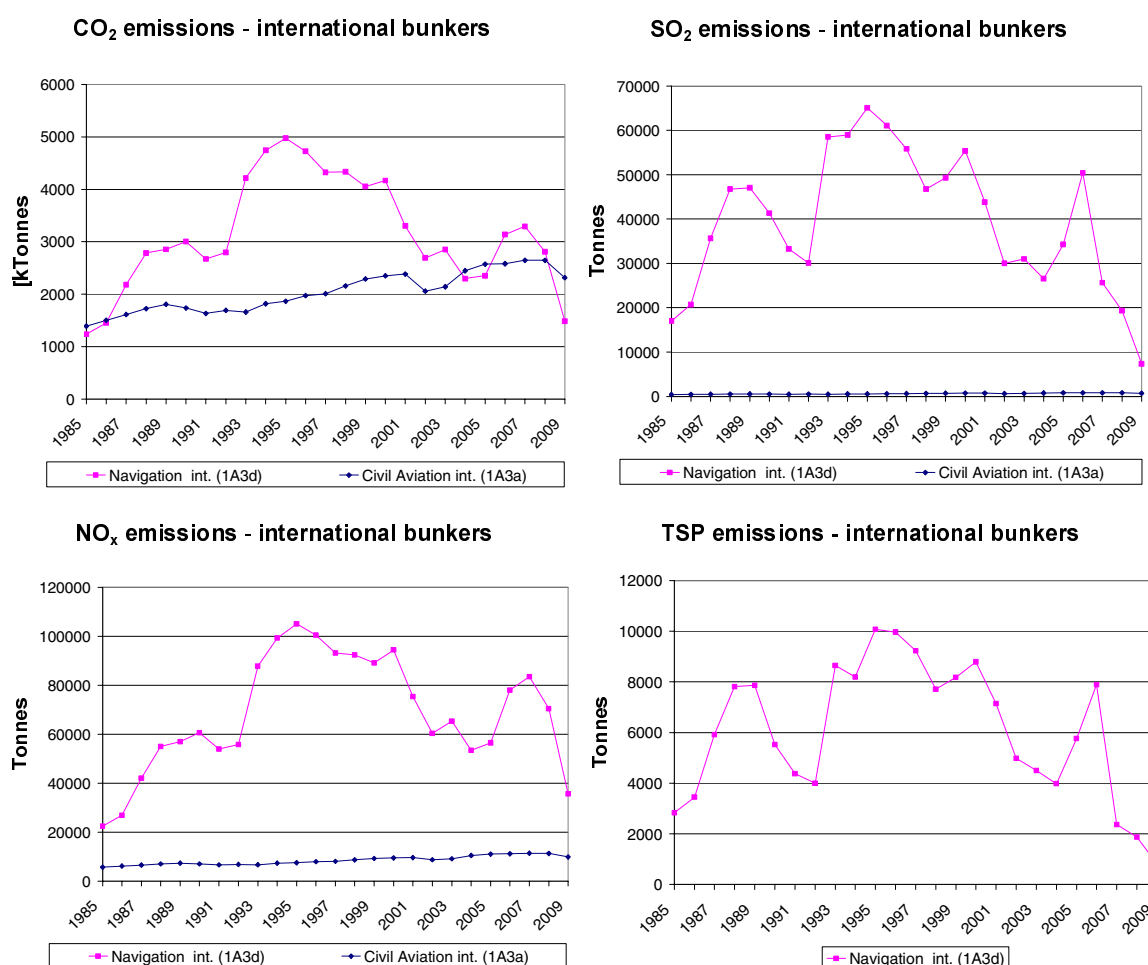 CO₂ emissions - international bunkers
[kTonnes
6000
5000
4000
3000
2000
1000
0
1985 1987 1989 1991 1993 1995 1997 1999 2001 2003 2005 2007 2009
Navigation int. (1A3d) Civil Aviation int. (1A3a)
SO₂ emissions - international bunkers
Tonnes
70000
60000
50000
40000
30000
20000
10000
0
1985 1987 1989 1991 1993 1995 1997 1999 2001 2003 2005 2007 2009
Navigation int. (1A3d) Civil Aviation int. (1A3a)
NOₓ emissions - international bunkers
Tonnes
120000
100000
80000
60000
40000
20000
0
1985 1987 1989 1991 1993 1995 1997 1999 2001 2003 2005 2007 2009
Navigation int. (1A3d) Civil Aviation int. (1A3a)
TSP emissions - international bunkers
Tonnes
12000
10000
8000
6000
4000
2000
0
1985 1987 1989 1991 1993 1995 1997 1999 2001 2003 2005 2007 2009
Navigation int. (1A3d)